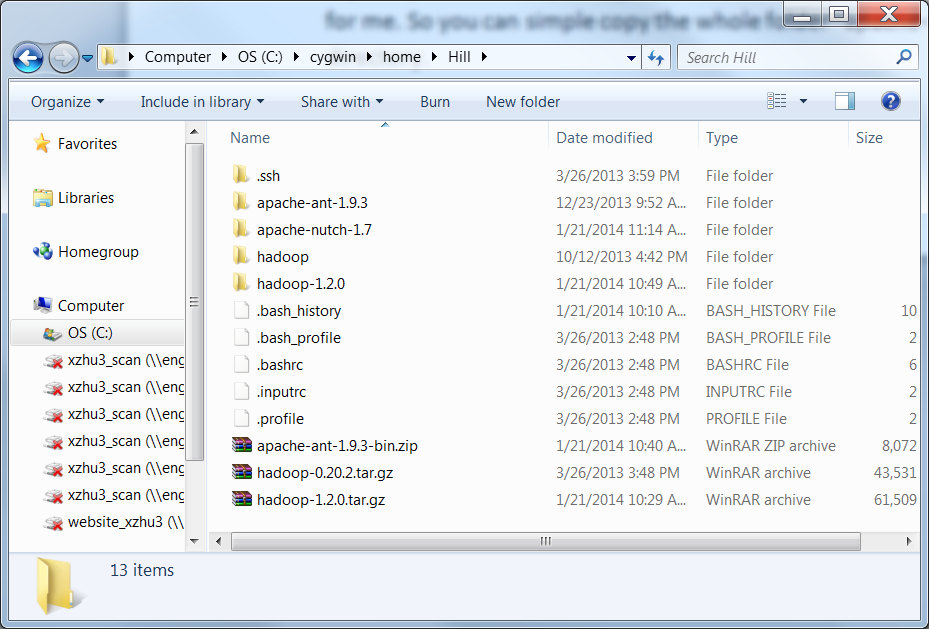 for me. So you can simple copy the whole
Computer OS (C:) cygwin home Hill Search Hill
Organize Include in library Share with Burn New folder
Name Date modified Type Size
Favorites
Libraries
Homegroup
Computer
OS (C:)
xzhu3_scan (\\eng
xzhu3_scan (\\eng
xzhu3_scan (\\eng
xzhu3_scan (\\eng
xzhu3_scan (\\eng
xzhu3_scan (\\eng
website_xzhu3 (\\
.ssh 3/26/2013 3:59 PM File folder
apache-ant-1.9.3 12/23/2013 9:52 A... File folder
apache-nutch-1.7 1/21/2014 11:14 A... File folder
hadoop 10/12/2013 4:42 PM File folder
hadoop-1.2.0 1/21/2014 10:49 A... File folder
.bash_history 1/21/2014 10:10 A... BASH_HISTORY File 10
.bash_profile 3/26/2013 2:48 PM BASH_PROFILE File 2
.bashrc 3/26/2013 2:48 PM BASHRC File 6
.inputrc 3/26/2013 2:48 PM INPUTRC File 2
.profile 3/26/2013 2:48 PM PROFILE File 2
apache-ant-1.9.3-bin.zip 1/21/2014 10:40 A... WinRAR ZIP archive 8,072
hadoop-0.20.2.tar.gz 3/26/2013 3:48 PM WinRAR archive 43,531
hadoop-1.2.0.tar.gz 1/21/2014 10:29 A... WinRAR archive 61,509
13 items